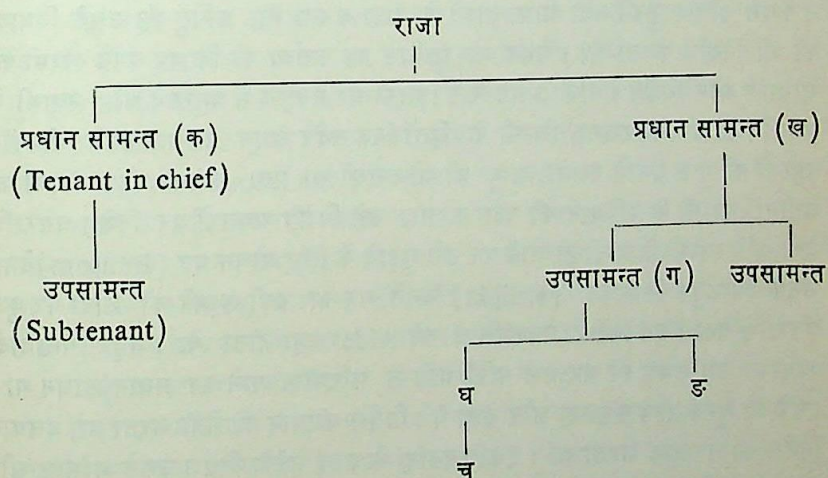 राजा
प्रधान सामन्त (क)
(Tenant in chief)
प्रधान सामन्त (ख)
उपसामन्त
(Subtenant)
उपसामन्त (ग)
उपसामन्त
घ
ङ
च